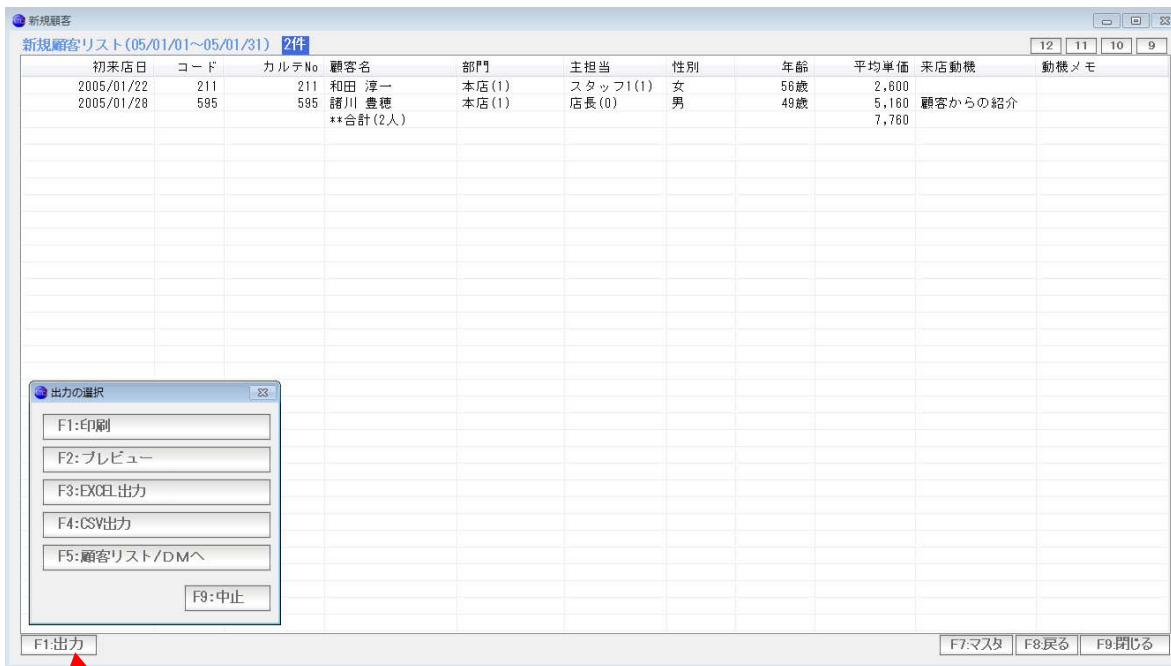 新規顧客
新規顧客リスト(05/01/01～05/01/31) 2件
12 11 10 9
初来店日 コード カルテNo 顧客名 部門 主担当 性別 年齢 平均単価 来店動機 動機メモ
2005/01/22 211 211 和田 淳一 本店(1) スタッフ1(1) 女 56歳 2,600
2005/01/28 595 595 諸川 豊穂 本店(1) 店長(0) 男 49歳 5,160 顧客からの紹介
**合計(2人) 7,760
出力の選択
F1:印刷
F2:プレビュー
F3:EXCEL出力
F4:CSV出力
F5:顧客リスト/DMへ
F9:中止
F1:出力 F7:マスタ F8:戻る F9:閉じる